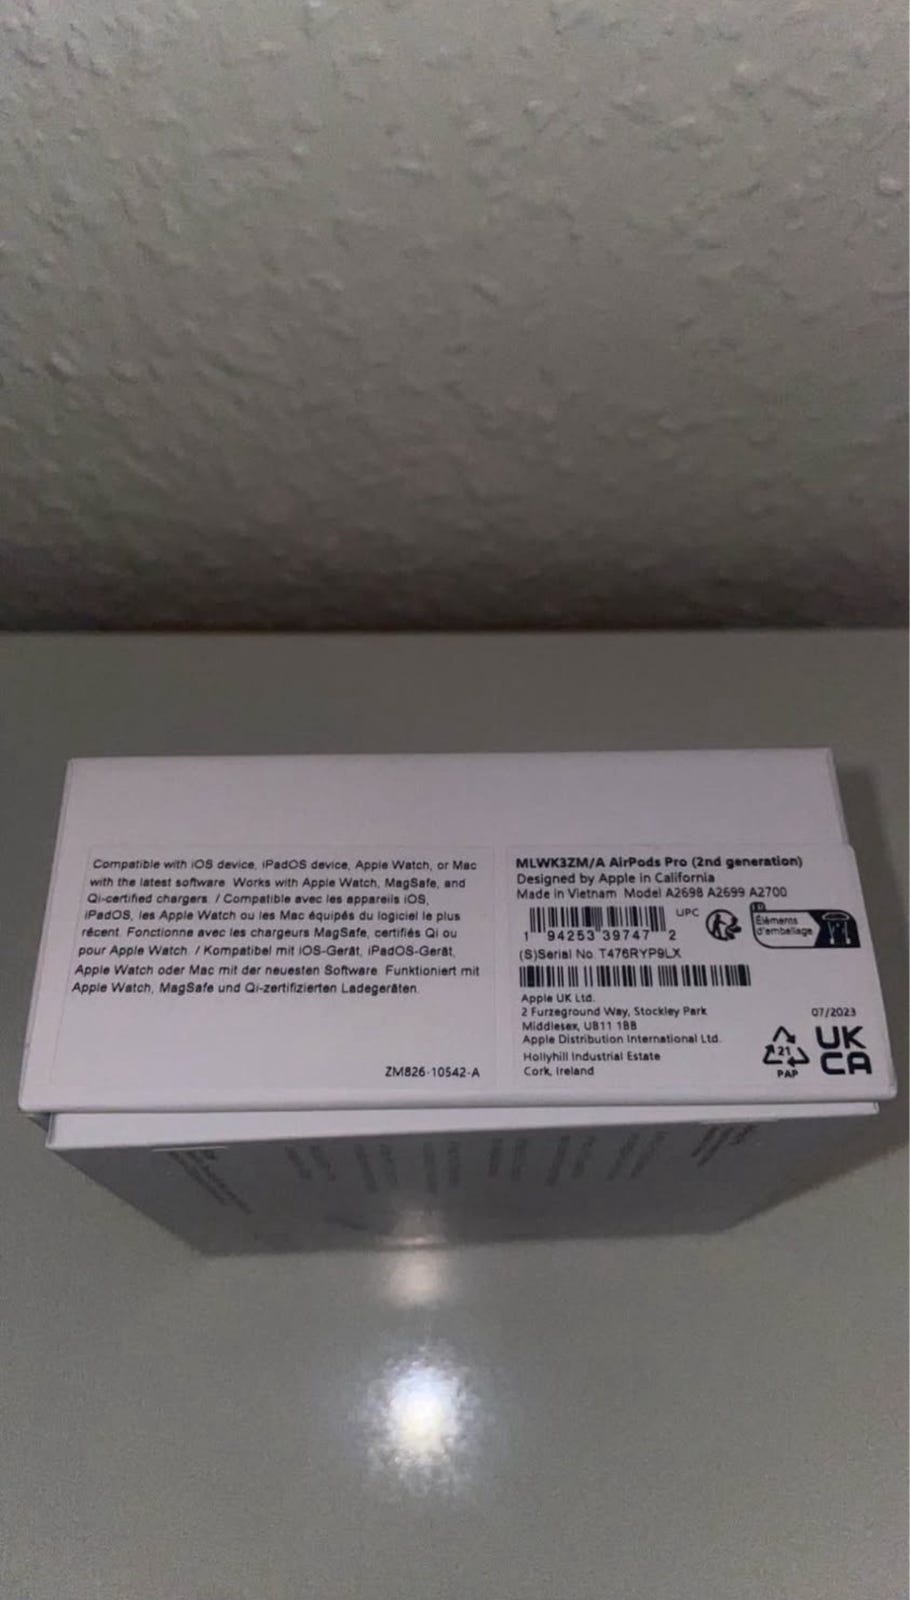 Compatible with iOS device, iPadOS device, Apple Watch, or Mac
with the latest software. Works with Apple Watch, MagSafe, and
Qi-certified chargers. / Compatible avec les appareils iOS,
iPadOS, les Apple Watch ou les Mac équipés du logiciel le plus
récent. Fonctionne avec les chargeurs MagSafe, certifiés Qi ou
pour Apple Watch. / Kompatibel mit iOS-Gerät, iPadOS-Gerät,
Apple Watch oder Mac mit der neuesten Software. Funktioniert mit
Apple Watch, MagSafe und Qi-zertifizierten Ladegeräten.
ZM826-10542-A
MLWK3ZM/A AirPods Pro (2nd generation)
Designed by Apple in California
Made in Vietnam Model A2698 A2699 A2700
UPC
1 94253 39747 2
Éléments
d'emballage
(S)Serial No. T476RYP9LX
Apple UK Ltd.
2 Furzeground Way, Stockley Park
Middlesex, UB11 1BB
Apple Distribution International Ltd.
Hollyhill Industrial Estate
Cork, Ireland
07/2023
21
PAP
UK
CA